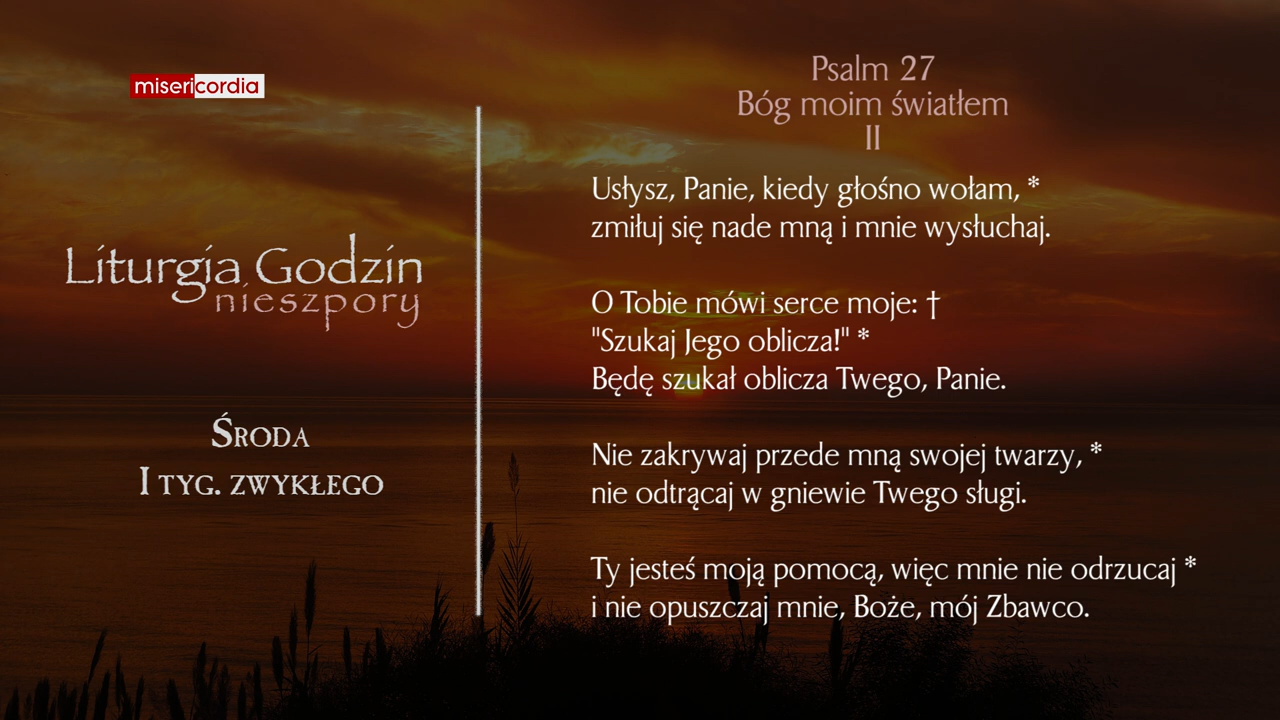 misericordia
Liturgia Godzin
nieszpory
Środa
I tyg. zwykłego
Psalm 27
Bóg moim światłem
II
Usłysz, Panie, kiedy głośno wołam, *
zmiłuj się nade mną i mnie wysłuchaj.
O Tobie mówi serce moje: †
"Szukaj Jego oblicza!" *
Będę szukał oblicza Twego, Panie.
Nie zakrywaj przede mną swojej twarzy, *
nie odtrącaj w gniewie Twego sługi.
Ty jesteś moją pomocą, więc mnie nie odrzucaj *
i nie opuszczaj mnie, Boże, mój Zbawco.